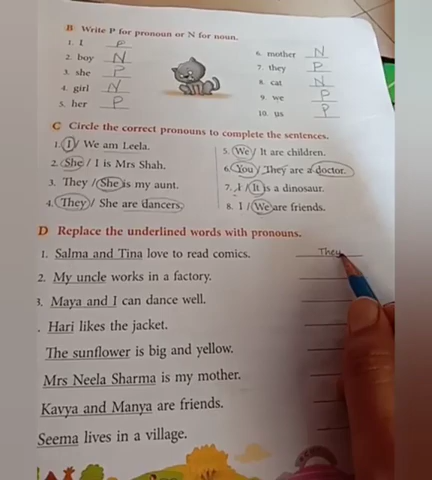 B Write P for pronoun or N for noun.
1. I P
2. boy N
3. she P
4. girl N
5. her P
6. mother N
7. they P
8. cat N
9. we P
10. us P
C Circle the correct pronouns to complete the sentences.
1. I / We am Leela.
2. She / I is Mrs Shah.
3. They / She is my aunt.
4. They / She are dancers.
5. We / It are children.
6. You / They are a doctor.
7. I / It is a dinosaur.
8. I / We are friends.
D Replace the underlined words with pronouns.
1. Salma and Tina love to read comics. They
2. My uncle works in a factory.
3. Maya and I can dance well.
. Hari likes the jacket.
The sunflower is big and yellow.
Mrs Neela Sharma is my mother.
Kavya and Manya are friends.
Seema lives in a village.